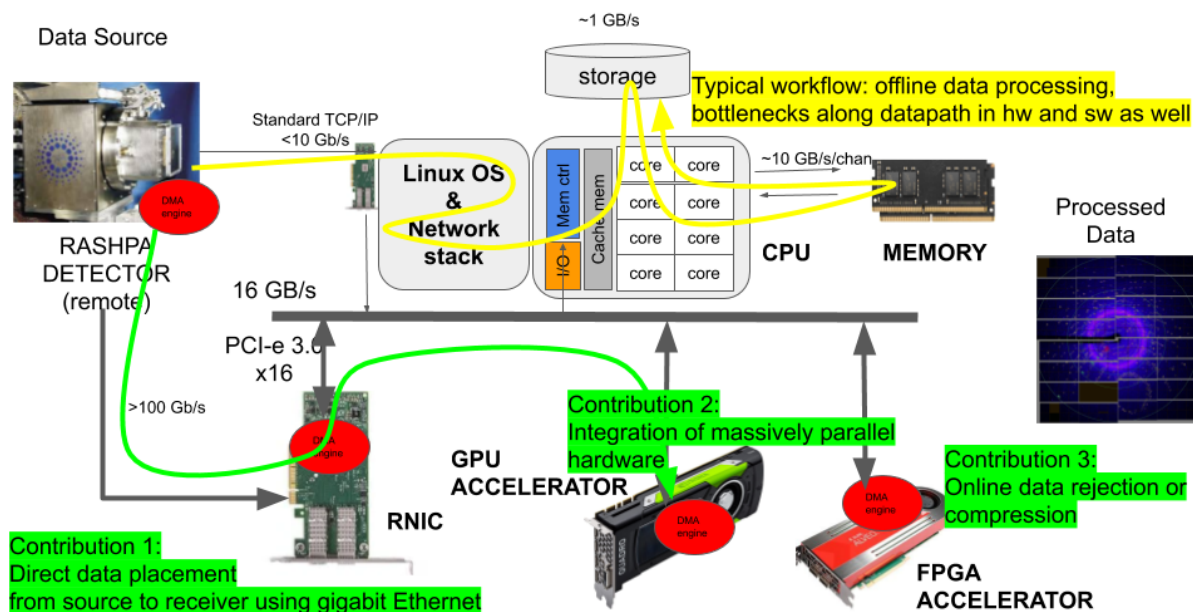 Data Source
~1 GB/s
storage
Typical workflow: offline data processing,
bottlenecks along datapath in hw and sw as well
Standard TCP/IP
<10 Gb/s
Linux OS
&
Network
stack
Mem ctrl
I/O
Cache mem
core
core
core
core
core
core
core
core
CPU
~10 GB/s/chan
MEMORY
Processed
Data
DMA
engine
RASHPA
DETECTOR
(remote)
16 GB/s
PCI-e 3.0
x16
>100 Gb/s
DMA
engine
RNIC
GPU
ACCELERATOR
Contribution 2:
Integration of massively parallel
hardware
DMA
engine
QUADRO
DMA
engine
ALVEO
Contribution 3:
Online data rejection or
compression
FPGA
ACCELERATOR
Contribution 1:
Direct data placement
from source to receiver using gigabit Ethernet